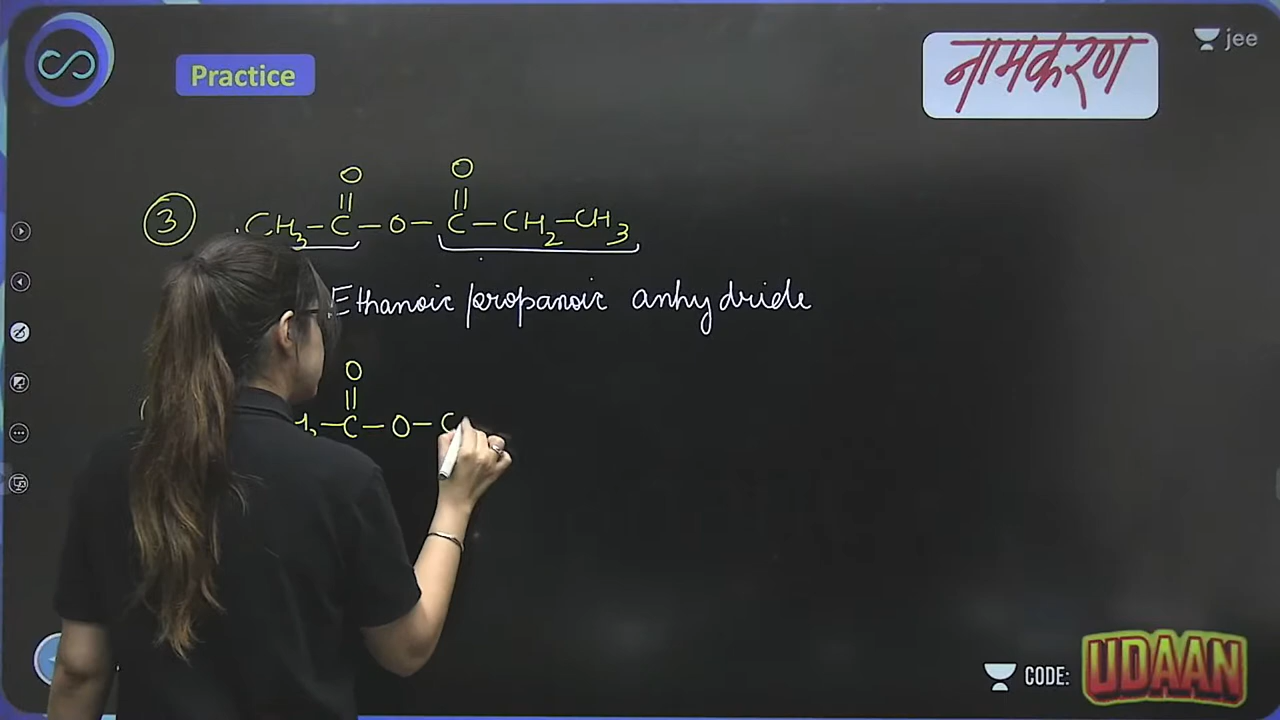 Practice
नामकरण
jee
O O
|| ||
③ CH3–C–O–C–CH2–CH3
Ethanoic propanoic anhydride
O
||
–C–O–C
CODE: UDAAN